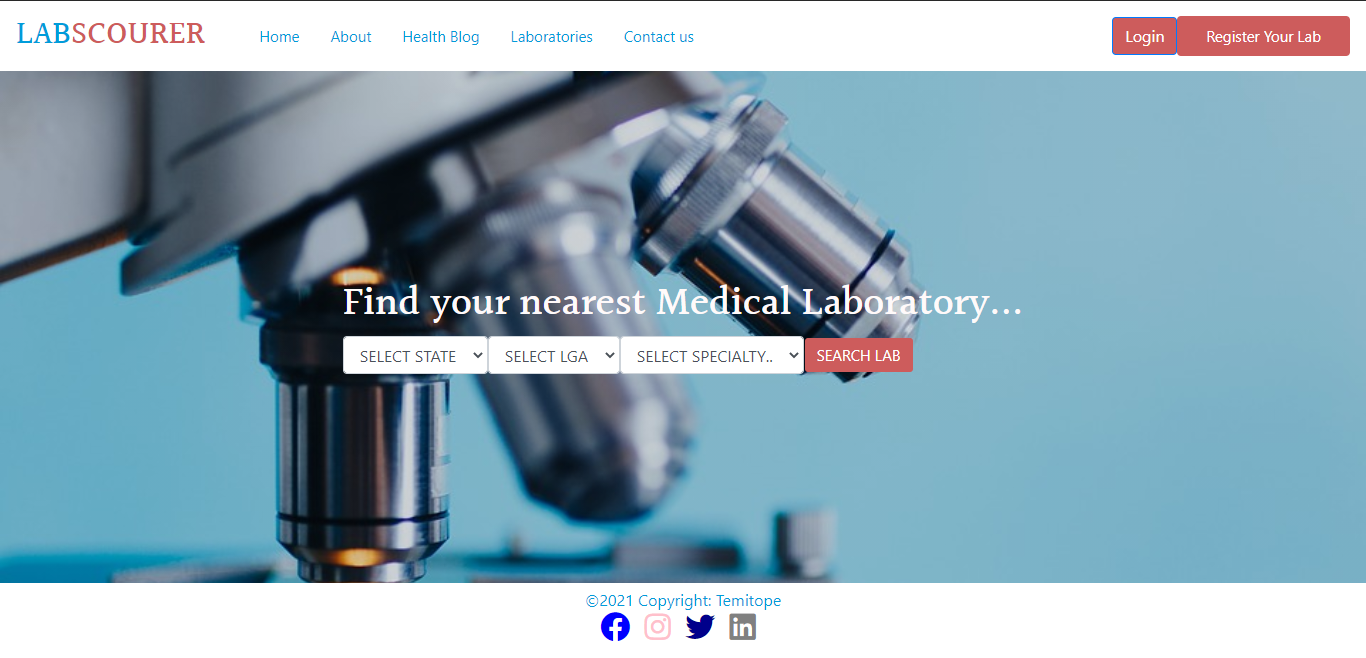 LABSCOURER Home About Health Blog Laboratories Contact us Login Register Your Lab
Find your nearest Medical Laboratory...
SELECT STATE SELECT LGA SELECT SPECIALTY.. SEARCH LAB
©2021 Copyright: Temitope